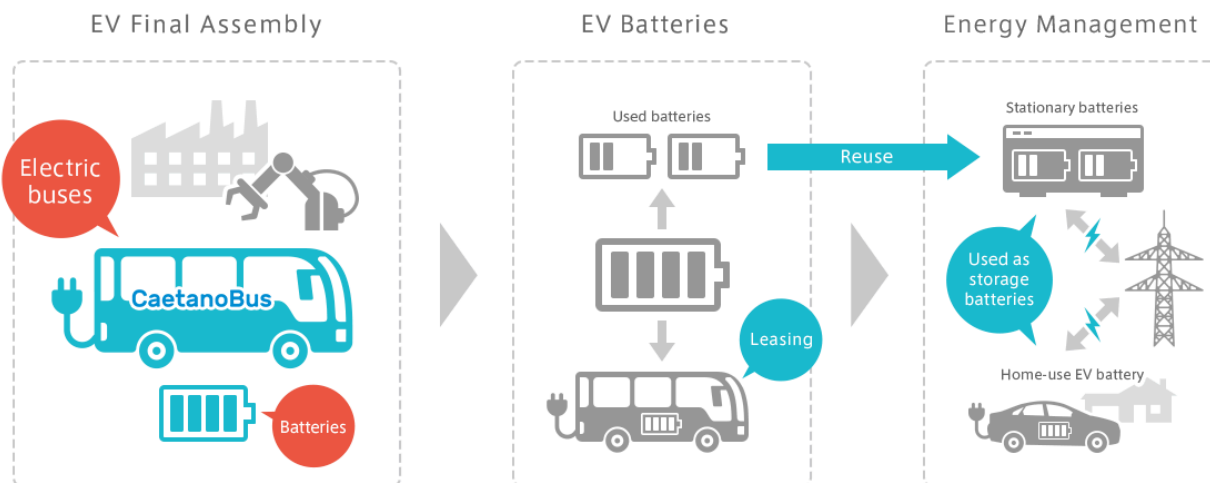 EV Final Assembly
EV Batteries
Energy Management
Electric
buses
CaetanoBus
Batteries
Used batteries
Reuse
Leasing
Stationary batteries
Used as
storage
batteries
Home-use EV battery